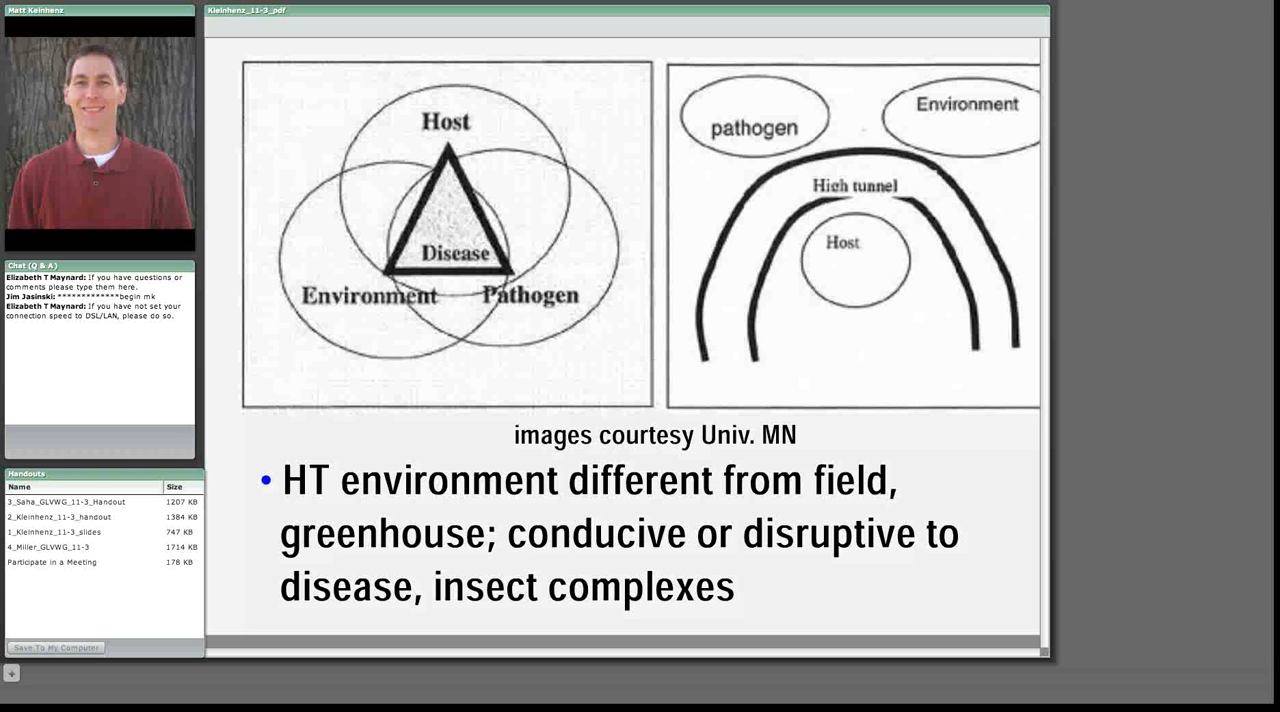 Matt Keinhenz
Kleinhenz_11-3_pdf
Host
Disease
Environment
Pathogen
pathogen
Environment
High tunnel
Host
images courtesy Univ. MN
• HT environment different from field,
greenhouse; conducive or disruptive to
disease, insect complexes
Chat (Q & A)
Elizabeth T Maynard: If you have questions or
comments please type them here.
Jim Jasinski: *************begin mk
Elizabeth T Maynard: If you have not set your
connection speed to DSL/LAN, please do so.
Handouts
Name Size
3_Saha_GLVWG_11-3_Handout 1207 KB
2_Kleinhenz_11-3_handout 1384 KB
1_Kleinhenz_11-3_slides 747 KB
4_Miller_GLVWG_11-3 1714 KB
Participate in a Meeting 178 KB
Save To My Computer